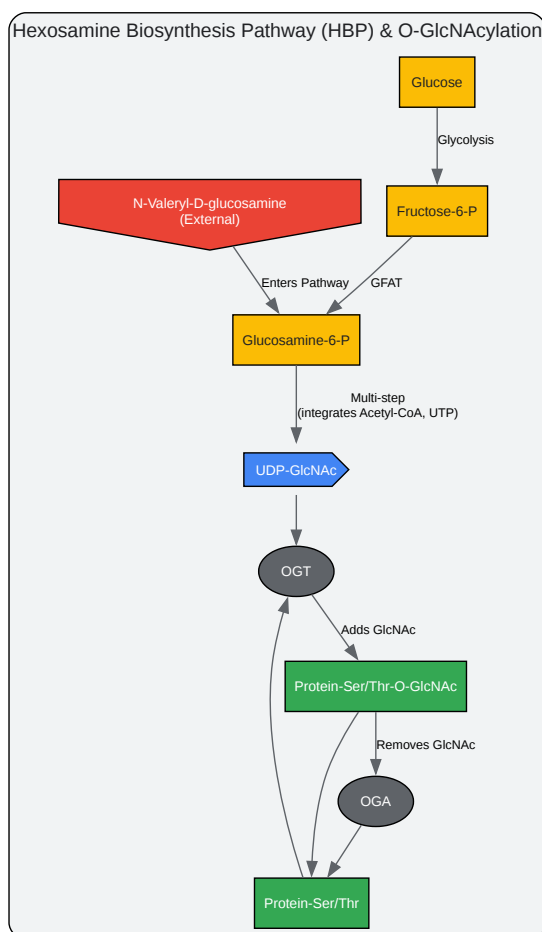 Hexosamine Biosynthesis Pathway (HBP) & O-GlcNAcylation
Glucose
Glycolysis
N-Valeryl-D-glucosamine
(External)
Fructose-6-P
Enters Pathway
GFAT
Glucosamine-6-P
Multi-step
(integrates Acetyl-CoA, UTP)
UDP-GlcNAc
OGT
Adds GlcNAc
Protein-Ser/Thr-O-GlcNAc
Removes GlcNAc
OGA
Protein-Ser/Thr